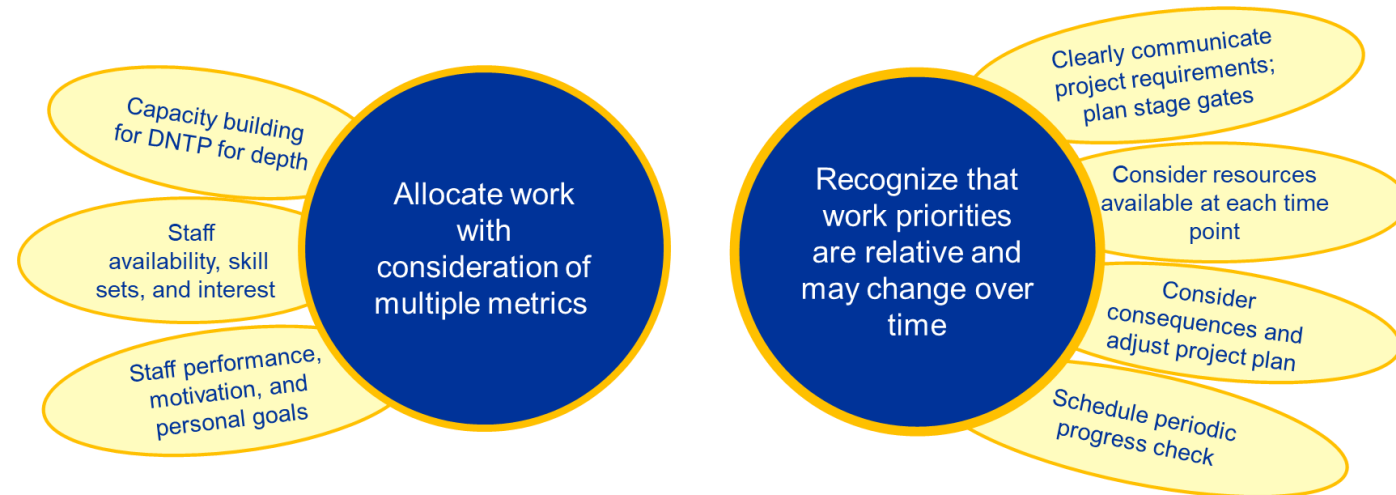 Capacity building
for DNTP for depth
Staff
availability, skill
sets, and interest
Staff performance,
motivation, and
personal goals
Allocate work
with
consideration of
multiple metrics
Recognize that
work priorities
are relative and
may change over
time
Clearly communicate
project requirements;
plan stage gates
Consider resources
available at each time
point
Consider
consequences and
adjust project plan
Schedule periodic
progress check